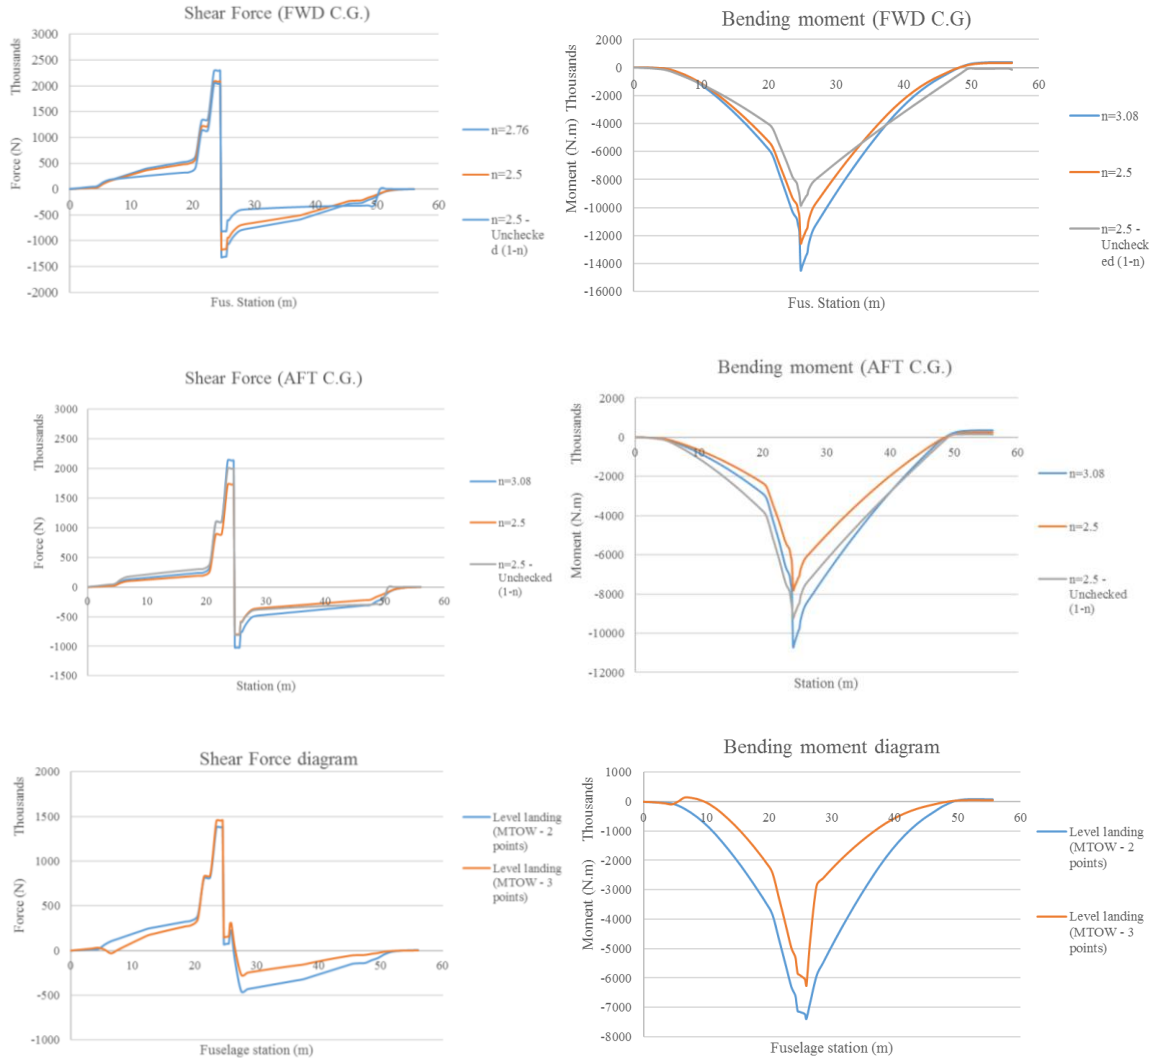 Shear Force (FWD C.G.)
Thousands
Force (N)
3000
2500
2000
1500
1000
500
0
-500
-1000
-1500
-2000
0
10
20
30
40
50
60
Fus. Station (m)
n=2.76
n=2.5
n=2.5 -
Unchecke
d (1-n)
Bending moment (FWD C.G)
Thousands
Moment (N.m)
2000
0
-2000
-4000
-6000
-8000
-10000
-12000
-14000
-16000
0
10
20
30
40
50
60
Fus. Station (m)
n=3.08
n=2.5
n=2.5 -
Uncheck
ed (1-n)
Shear Force (AFT C.G.)
Thousands
Force (N)
3000
2500
2000
1500
1000
500
0
-500
-1000
-1500
0
10
20
30
40
50
60
Station (m)
n=3.08
n=2.5
n=2.5 -
Unchecked
(1-n)
Bending moment (AFT C.G.)
Thousands
Moment (N.m)
2000
0
-2000
-4000
-6000
-8000
-10000
-12000
0
10
20
30
40
50
60
Station (m)
n=3.08
n=2.5
n=2.5 -
Unchecked
(1-n)
Shear Force diagram
Thousands
Force (N)
2000
1500
1000
500
0
-500
-1000
0
10
20
30
40
50
60
Fuselage station (m)
Level landing
(MTOW - 2
points)
Level landing
(MTOW - 3
points)
Bending moment diagram
Thousands
Moment (N.m)
1000
0
-1000
-2000
-3000
-4000
-5000
-6000
-7000
-8000
0
10
20
30
40
50
60
Fuselage station (m)
Level landing
(MTOW - 2
points)
Level landing
(MTOW - 3
points)